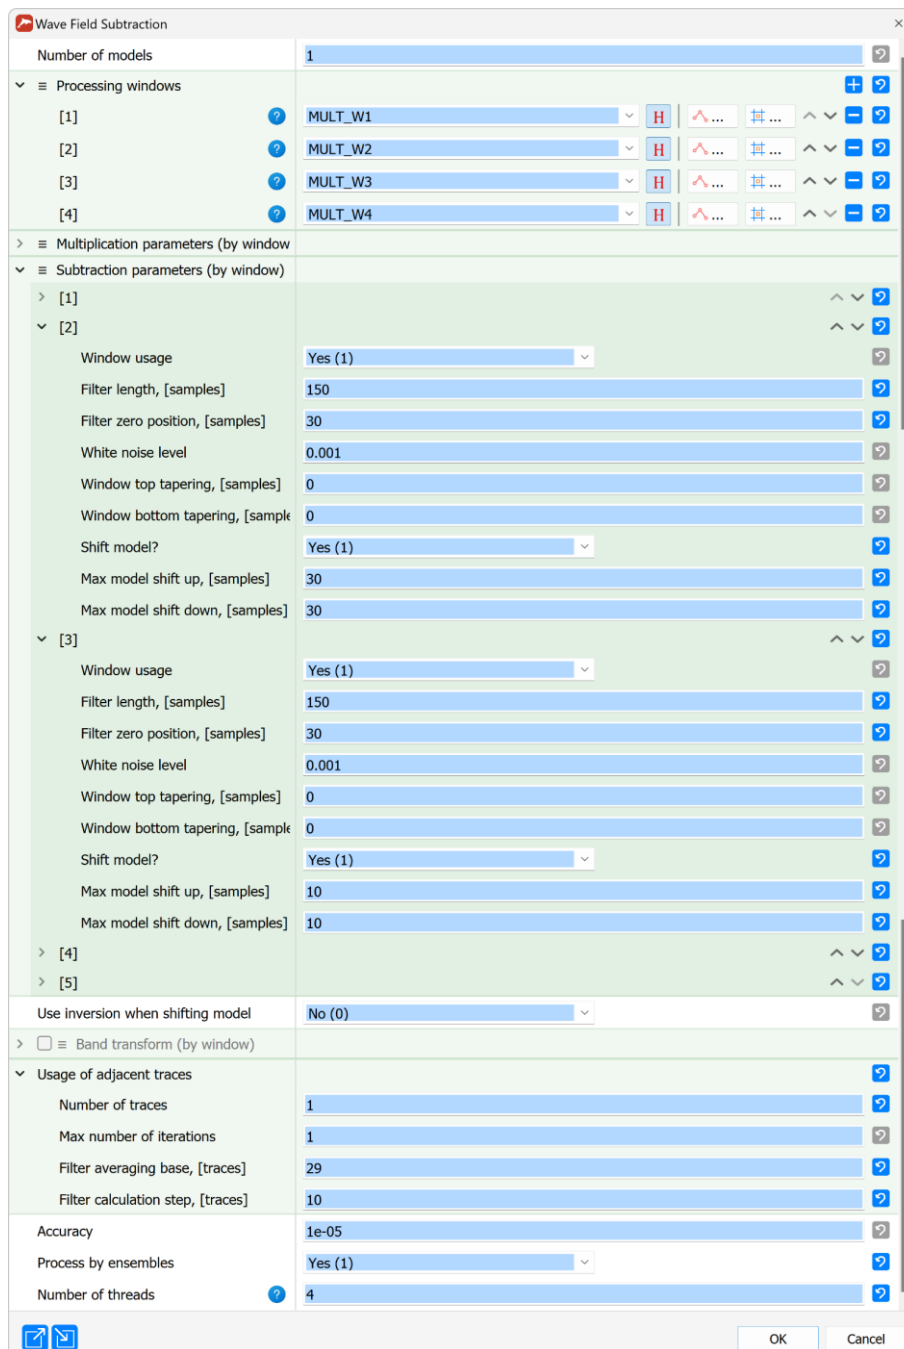 Wave Field Subtraction
Number of models 1
Processing windows
[1] ? MULT_W1 H ... ...
[2] ? MULT_W2 H ... ...
[3] ? MULT_W3 H ... ...
[4] ? MULT_W4 H ... ...
Multiplication parameters (by window
Subtraction parameters (by window)
[1]
[2]
Window usage Yes (1)
Filter length, [samples] 150
Filter zero position, [samples] 30
White noise level 0.001
Window top tapering, [samples] 0
Window bottom tapering, [sample 0
Shift model? Yes (1)
Max model shift up, [samples] 30
Max model shift down, [samples] 30
[3]
Window usage Yes (1)
Filter length, [samples] 150
Filter zero position, [samples] 30
White noise level 0.001
Window top tapering, [samples] 0
Window bottom tapering, [sample 0
Shift model? Yes (1)
Max model shift up, [samples] 10
Max model shift down, [samples] 10
[4]
[5]
Use inversion when shifting model No (0)
Band transform (by window)
Usage of adjacent traces
Number of traces 1
Max number of iterations 1
Filter averaging base, [traces] 29
Filter calculation step, [traces] 10
Accuracy 1e-05
Process by ensembles Yes (1)
Number of threads ? 4
OK Cancel